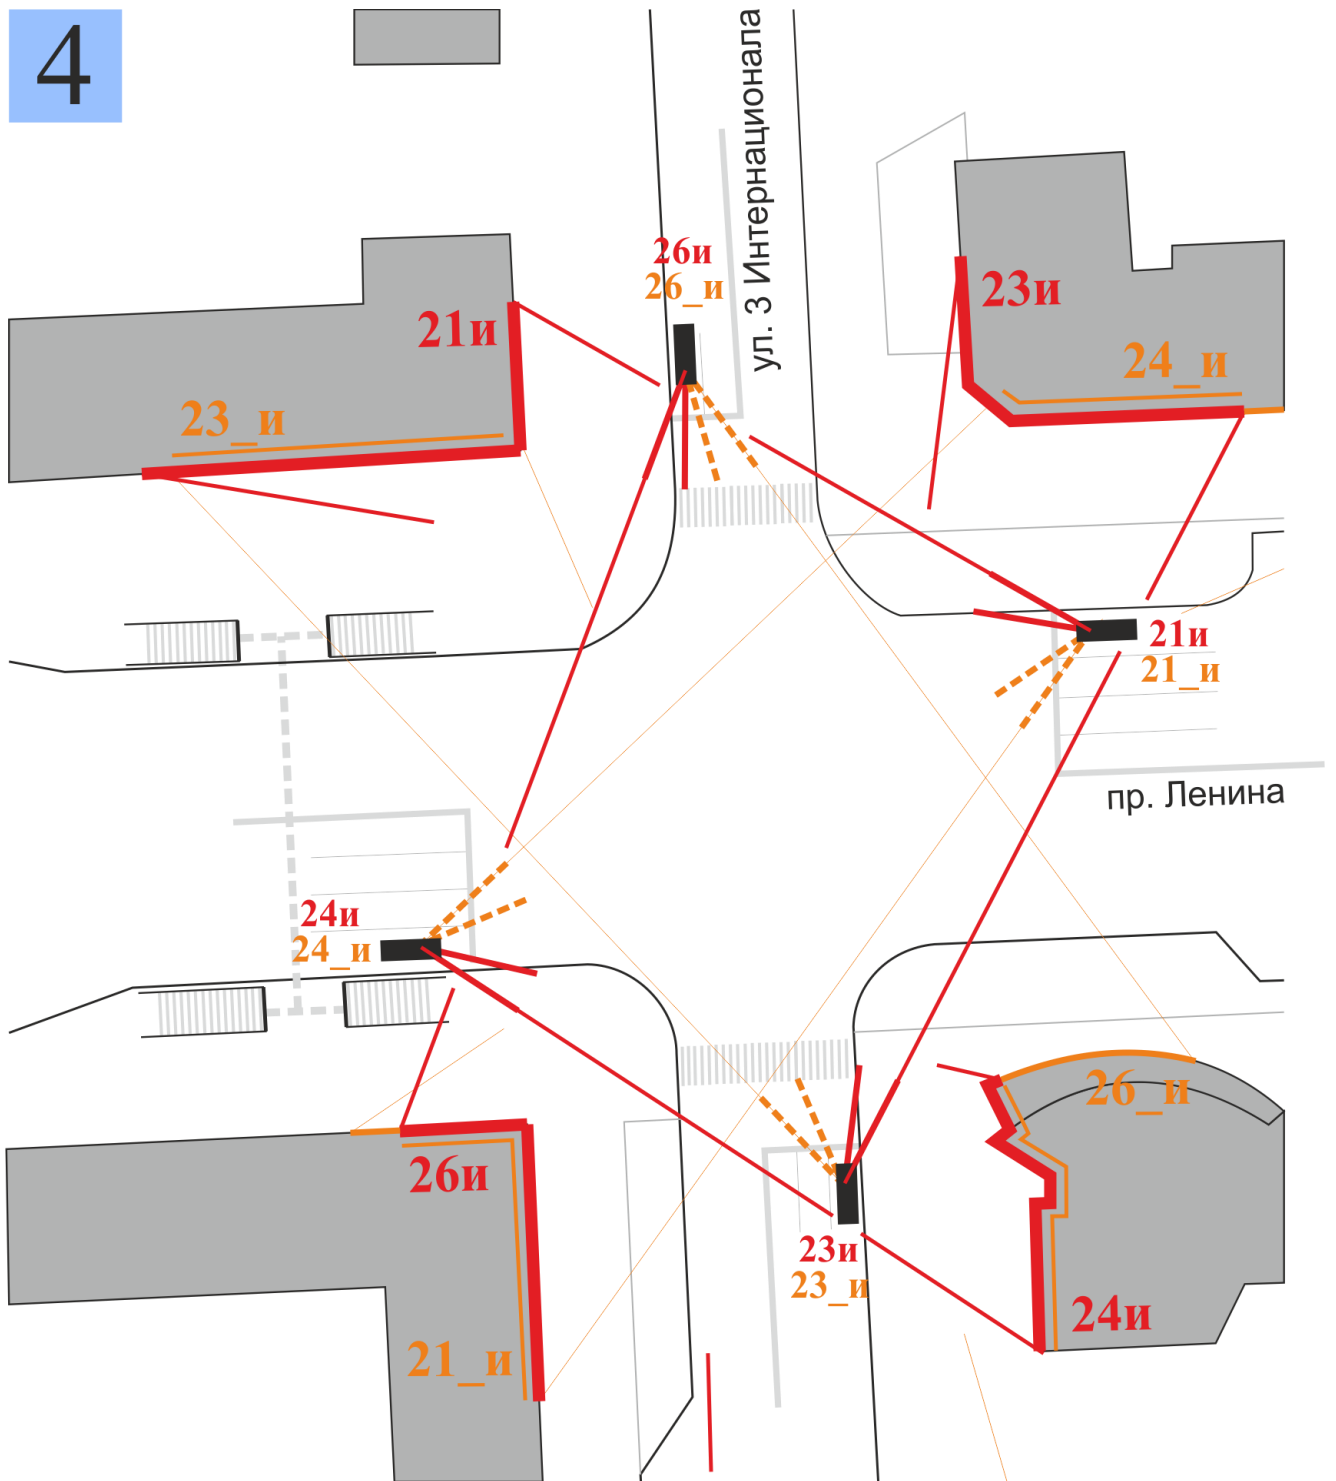 4
ул. 3 Интернационала
26и
26_и
21и
23и
24_и
23_и
21и
21_и
пр. Ленина
24и
24_и
26_и
26и
23и
23_и
24и
21_и